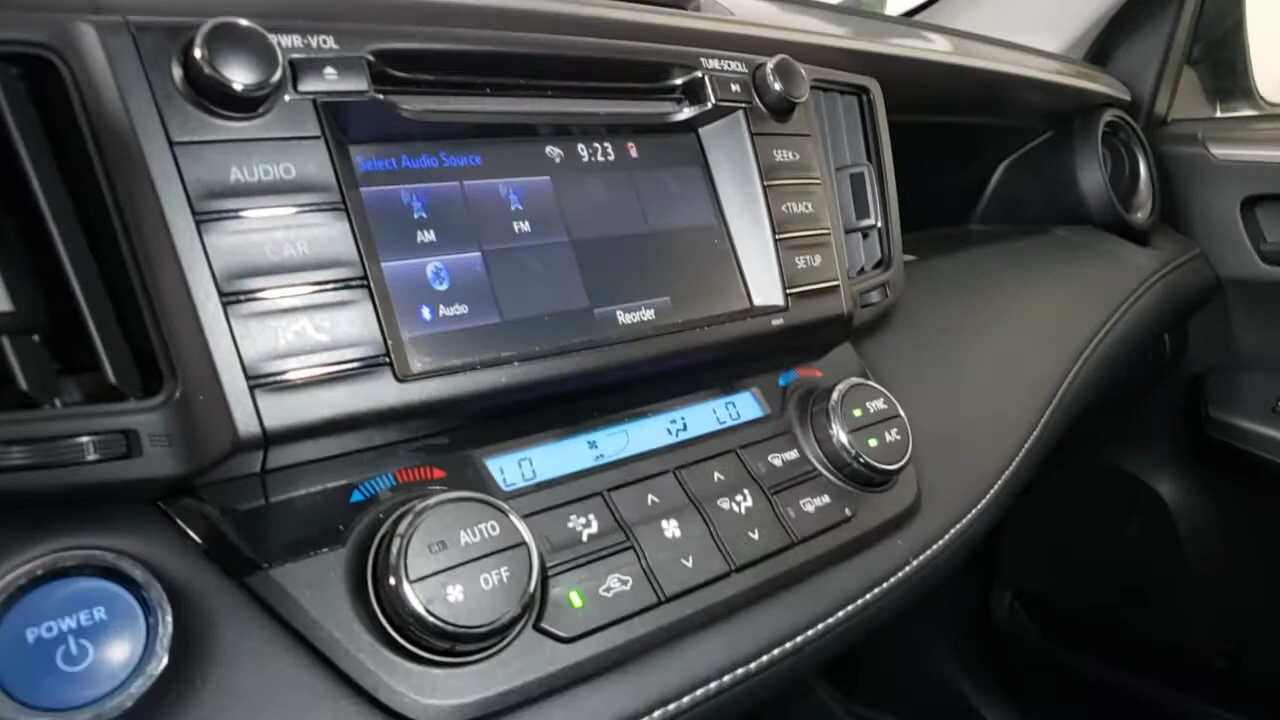 PWR·VOL
TUNE·SCROLL
AUDIO
CAR
Select Audio Source
9:23
AM
FM
Audio
Reorder
SEEK>
<TRACK
SETUP
LO
LO
SYNC
A/C
AUTO
OFF
FRONT
REAR
POWER